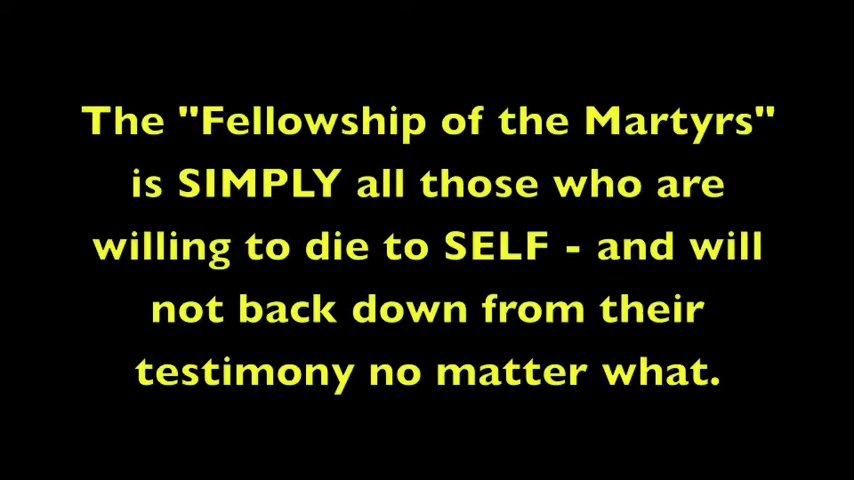 The "Fellowship of the Martyrs"
is SIMPLY all those who are
willing to die to SELF - and will
not back down from their
testimony no matter what.